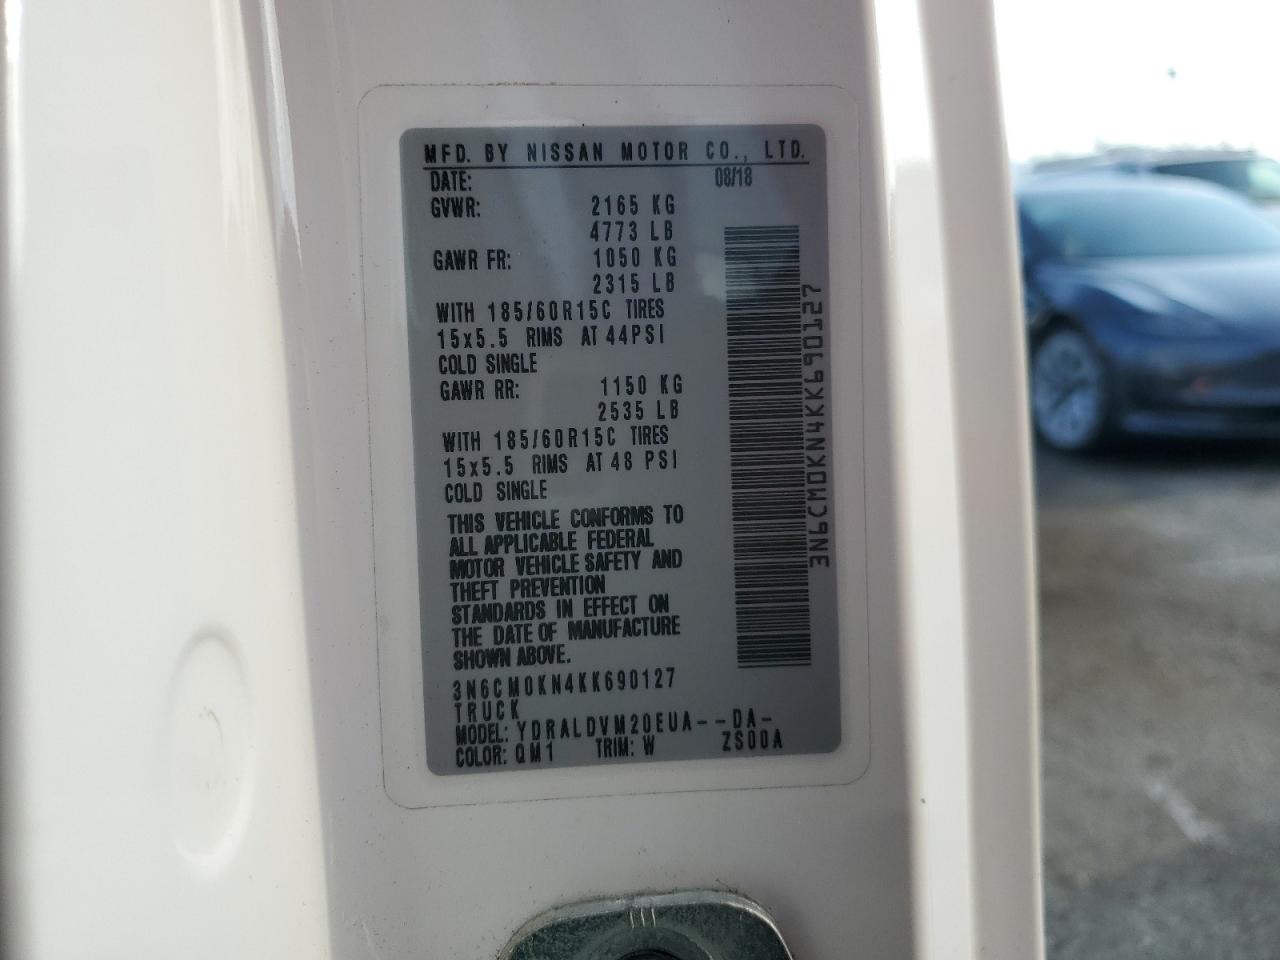 MFD. BY NISSAN MOTOR CO., LTD.
DATE: 08/18
GVWR: 2165 KG
4773 LB
GAWR FR: 1050 KG
2315 LB
WITH 185/60R15C TIRES
15x5.5 RIMS AT 44PSI
COLD SINGLE
GAWR RR: 1150 KG
2535 LB
WITH 185/60R15C TIRES
15x5.5 RIMS AT 48 PSI
COLD SINGLE
THIS VEHICLE CONFORMS TO
ALL APPLICABLE FEDERAL
MOTOR VEHICLE SAFETY AND
THEFT PREVENTION
STANDARDS IN EFFECT ON
THE DATE OF MANUFACTURE
SHOWN ABOVE.
3N6CM0KN4KK690127
TRUCK
MODEL: YDRALDVM20EUA--DA-
COLOR: QM1 TRIM: W ZS00A
3N6CM0KN4KK690127